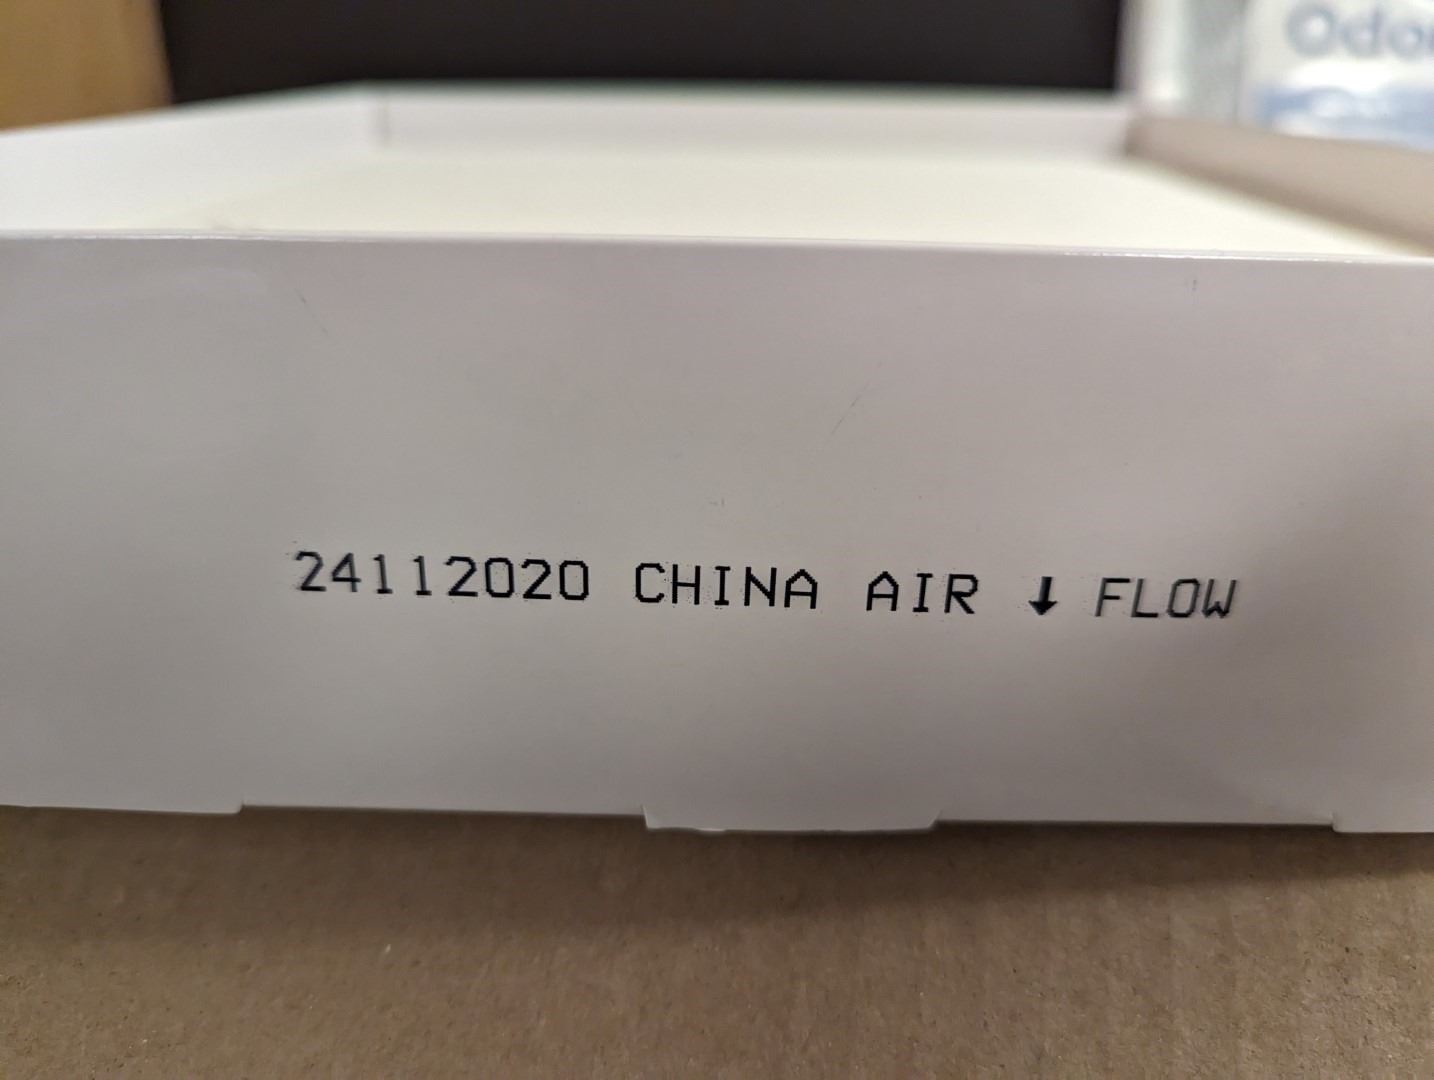 24112020 CHINA AIR ↓ FLOW